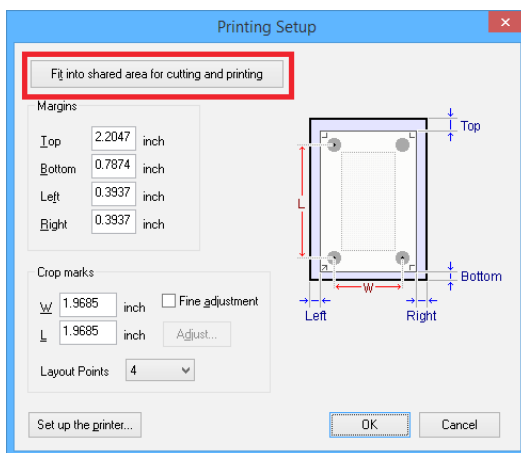 Printing Setup
Fit into shared area for cutting and printing
Margins
Top 2.2047 inch
Bottom 0.7874 inch
Left 0.3937 inch
Right 0.3937 inch
Top
L
W
Bottom
Left Right
Crop marks
W 1.9685 inch Fine adjustment
L 1.9685 inch Adjust...
Layout Points 4
Set up the printer... OK Cancel